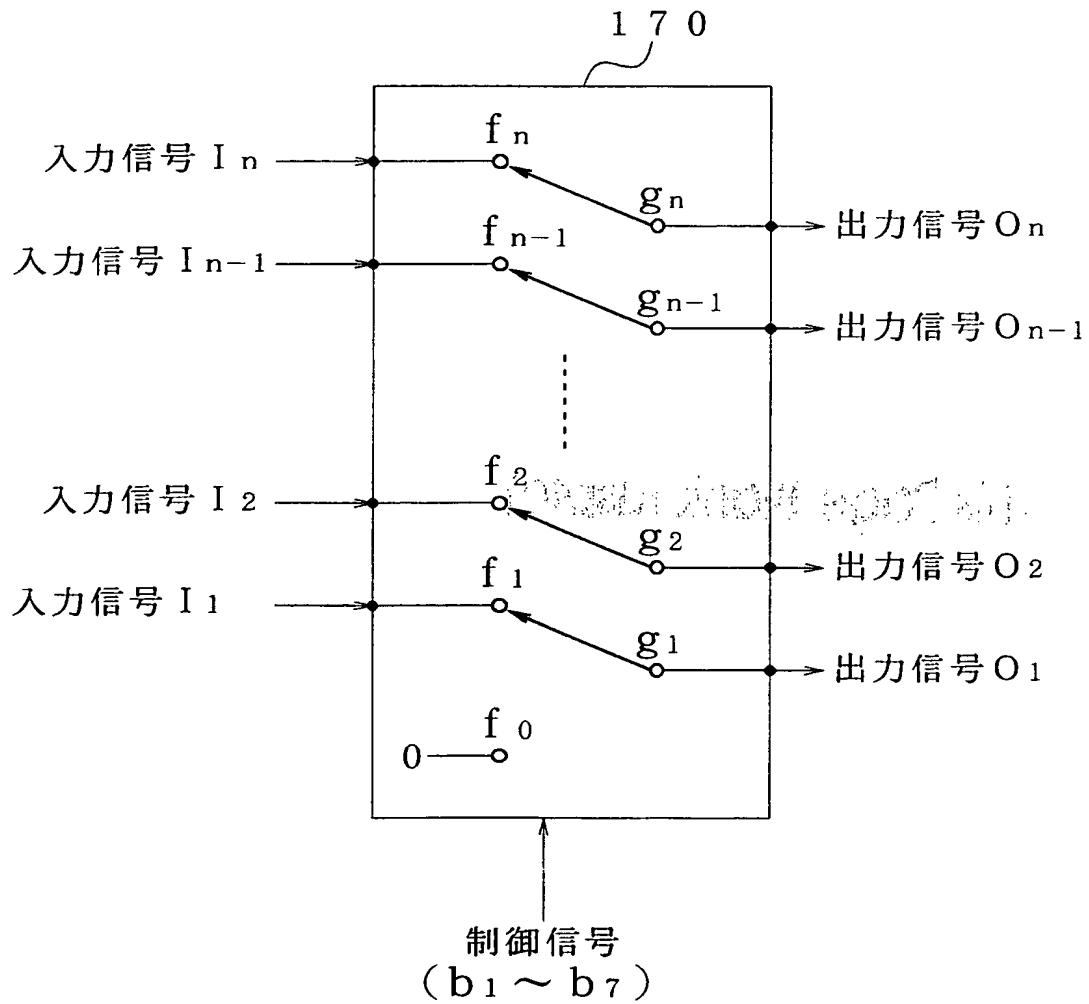 170
入力信号 In
fn
gn
出力信号 On
入力信号 In-1
fn-1
gn-1
出力信号 On-1
入力信号 I2
f2
g2
出力信号 O2
入力信号 I1
f1
g1
出力信号 O1
f0
0
制御信号
(b1～b7)